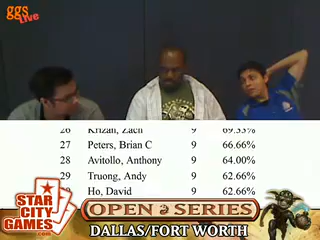 ggs
Live
26 Krizan, Zach 9 69.33%
27 Peters, Brian C 9 66.66%
28 Avitollo, Anthony 9 64.00%
29 Truong, Andy 9 62.66%
Ho, David 9 62.66%
STAR
CITY
GAMES
.COM
OPEN SERIES
DALLAS/FORT WORTH